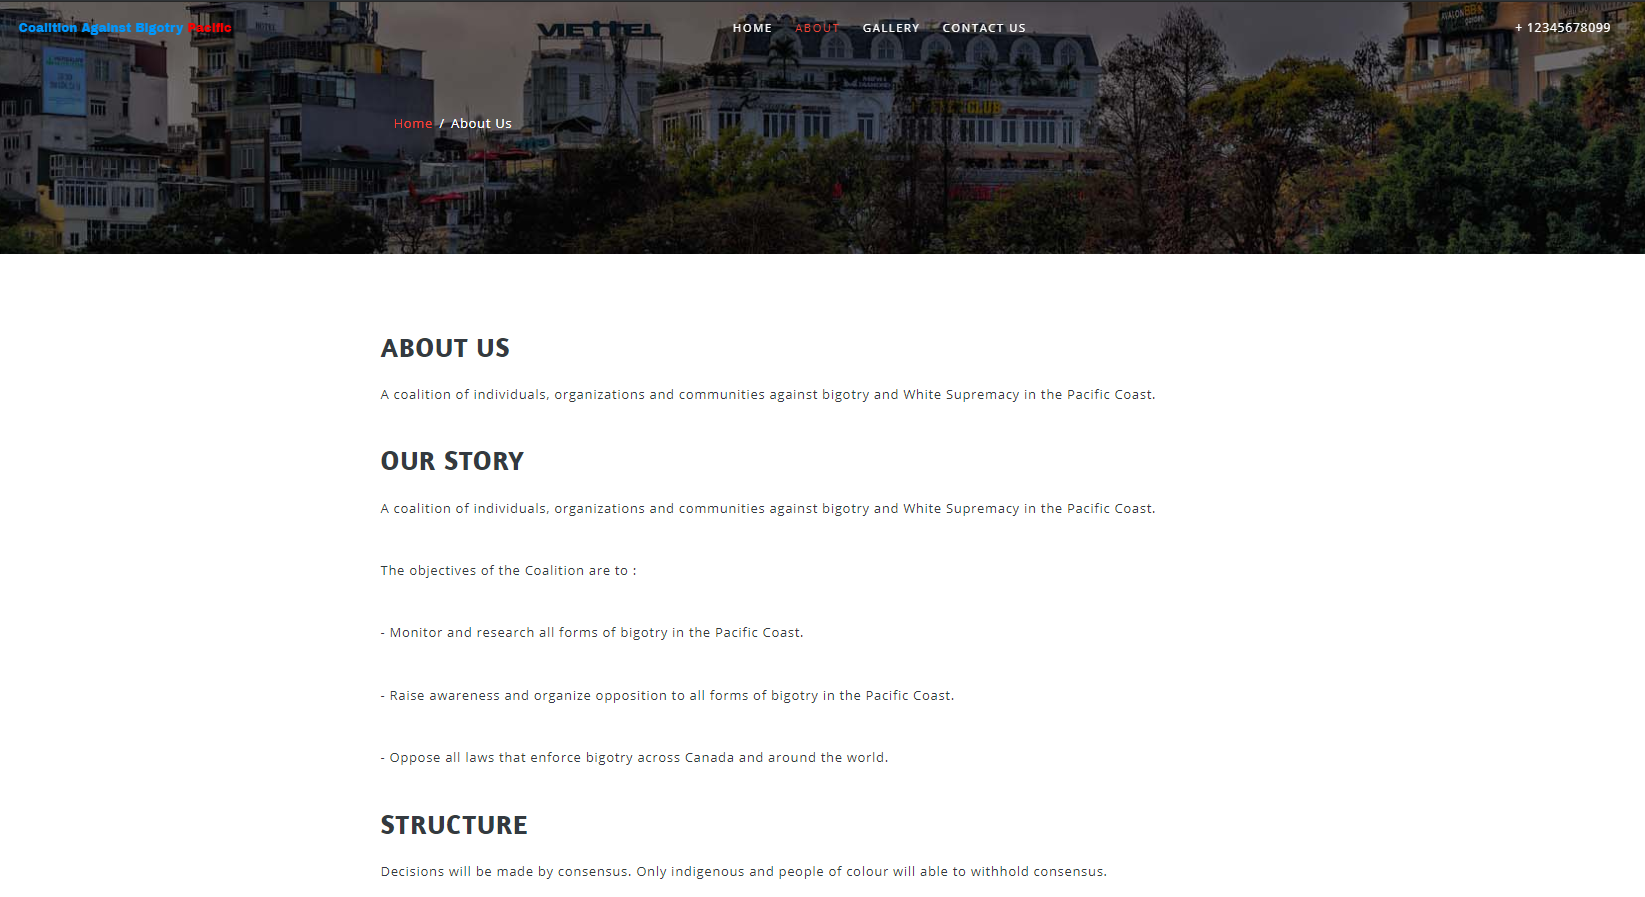 Coalition Against Bigotry Pacific
VIETTEL
HOME ABOUT GALLERY CONTACT US
+ 12345678099
CLUB
Home / About Us
ABOUT US
A coalition of individuals, organizations and communities against bigotry and White Supremacy in the Pacific Coast.
OUR STORY
A coalition of individuals, organizations and communities against bigotry and White Supremacy in the Pacific Coast.
The objectives of the Coalition are to :
- Monitor and research all forms of bigotry in the Pacific Coast.
- Raise awareness and organize opposition to all forms of bigotry in the Pacific Coast.
- Oppose all laws that enforce bigotry across Canada and around the world.
STRUCTURE
Decisions will be made by consensus. Only indigenous and people of colour will able to withhold consensus.